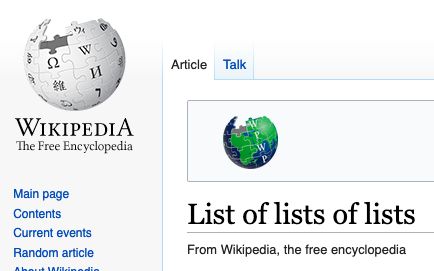 Article
Talk
WIKIPEDIA
The Free Encyclopedia
Main page
Contents
Current events
Random article
About Wikipedia
List of lists of lists
From Wikipedia, the free encyclopedia